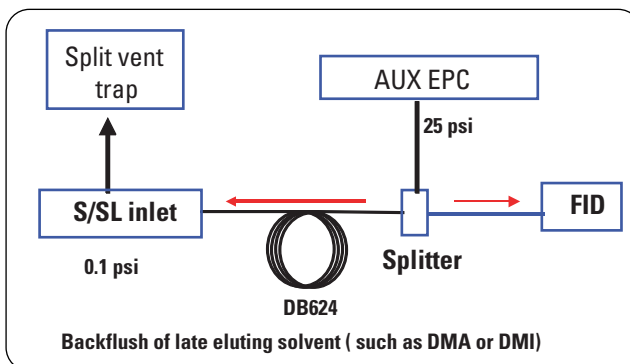 Split vent
trap
AUX EPC
25 psi
S/SL inlet
FID
Splitter
0.1 psi
DB624
Backflush of late eluting solvent ( such as DMA or DMI)